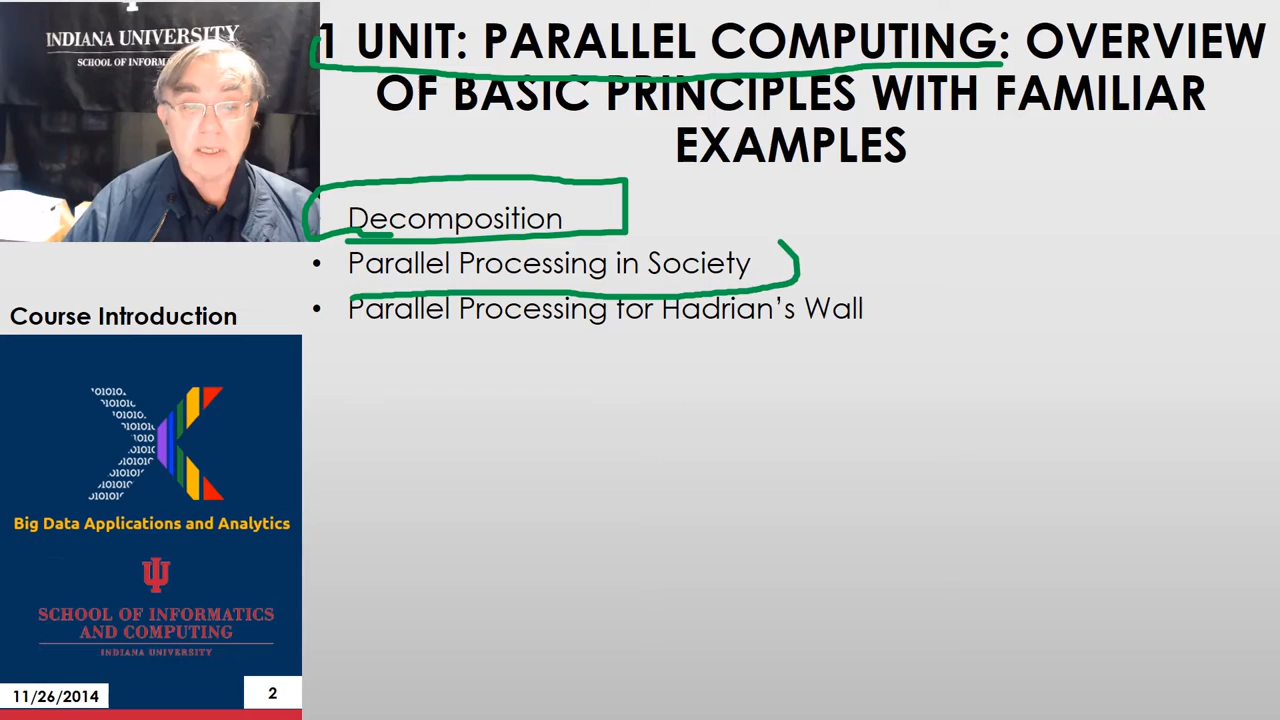 INDIANA UNIVERSITY
SCHOOL OF INFORMA
1 UNIT: PARALLEL COMPUTING: OVERVIEW
OF BASIC PRINCIPLES WITH FAMILIAR
EXAMPLES
Decomposition
• Parallel Processing in Society
• Parallel Processing for Hadrian’s Wall
Course Introduction
Big Data Applications and Analytics
SCHOOL OF INFORMATICS
AND COMPUTING
INDIANA UNIVERSITY
11/26/2014
2